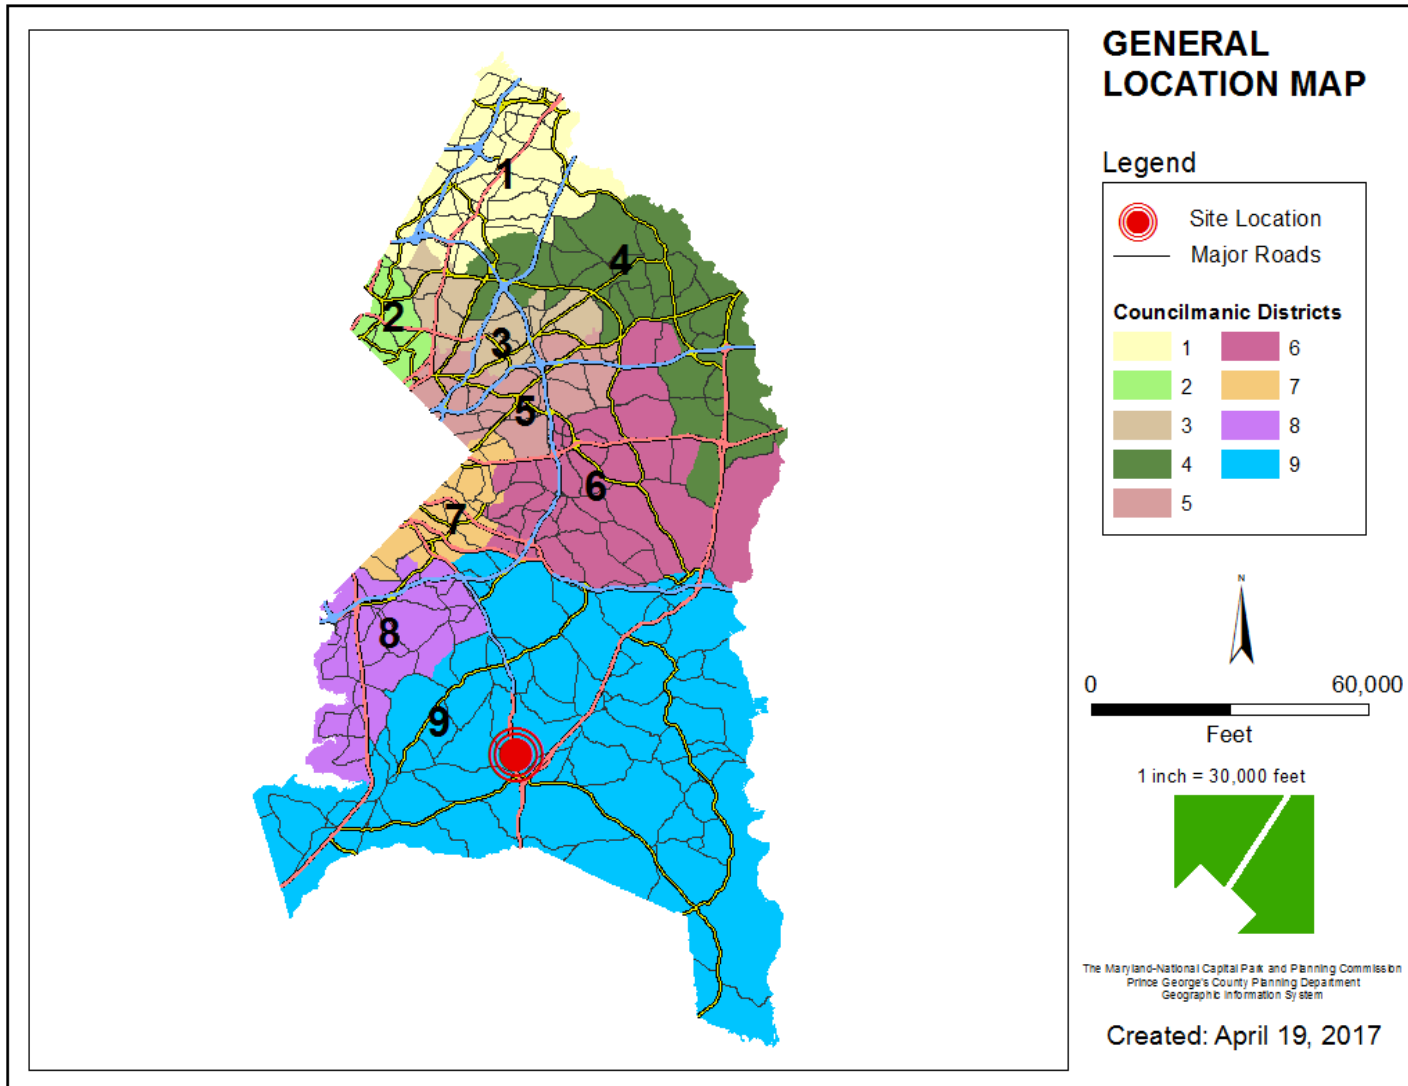 GENERAL
LOCATION MAP
Legend
Site Location
Major Roads
Councilmanic Districts
1
6
2
7
3
8
4
9
5
N
0
60,000
Feet
1 inch = 30,000 feet
The Maryland-National Capital Park and Planning Commission
Prince George's County Planning Department
Geographic Information System
Created: April 19, 2017
1
4
2
3
5
6
7
8
9